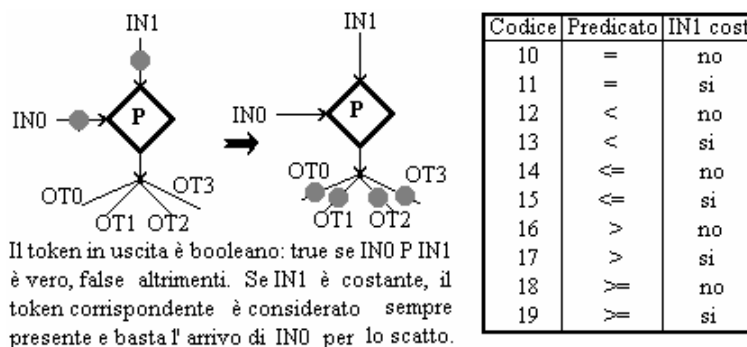 IN1
IN0
P
OT0
OT1
OT2
OT3
IN1
IN0
P
OT0
OT1
OT2
OT3
Il token in uscita è booleano: true se IN0 P IN1
è vero, false altrimenti. Se IN1 è costante, il
token corrispondente è considerato sempre
presente e basta l' arrivo di IN0 per lo scatto.
Codice Predicato IN1 cost
10 = no
11 = si
12 < no
13 < si
14 <= no
15 <= si
16 > no
17 > si
18 >= no
19 >= si